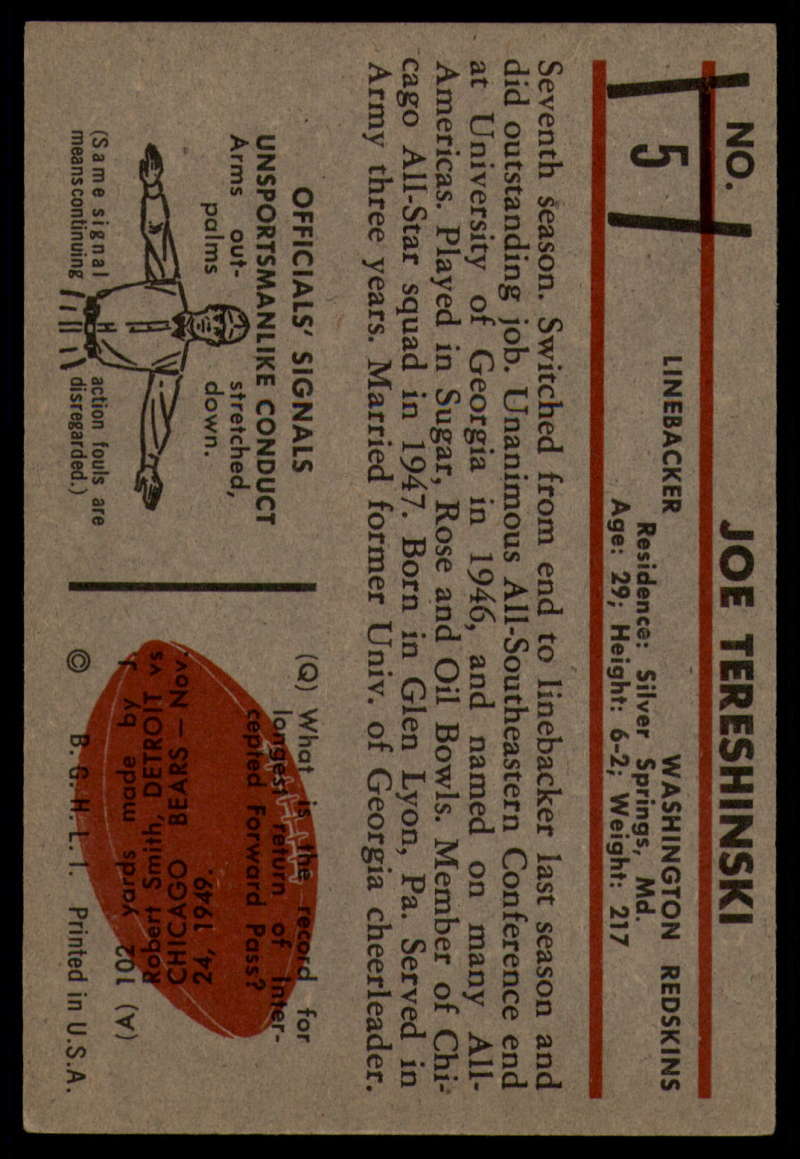 NO. 5
JOE TERESHINSKI
LINEBACKER WASHINGTON REDSKINS
Residence: Silver Springs, Md.
Age: 29; Height: 6-2; Weight: 217
Seventh season. Switched from end to linebacker last season and
did outstanding job. Unanimous All-Southeastern Conference end
at University of Georgia in 1946, and named on many All-
Americas. Played in Sugar, Rose and Oil Bowls. Member of Chi-
cago All-Star squad in 1947. Born in Glen Lyon, Pa. Served in
Army three years. Married former Univ. of Georgia cheerleader.
OFFICIALS' SIGNALS
UNSPORTSMANLIKE CONDUCT
Arms out- stretched,
palms down.
(Same signal action fouls are
means continuing disregarded.)
(Q) What is the record for
longest return of Inter-
cepted Forward Pass?
(A) 102 yards made by J.
Robert Smith, DETROIT vs
CHICAGO BEARS — Nov.
24, 1949.
© B. G. H. L. I. Printed in U.S.A.